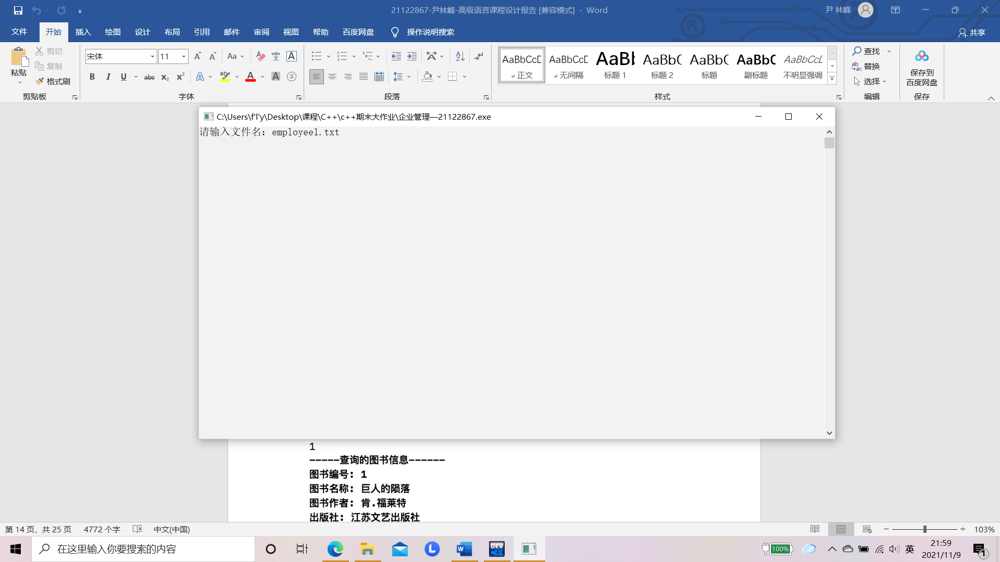 21122867-尹林峰-高级语言课程设计报告 [兼容模式] - Word
尹 林峰
文件 开始 插入 绘图 设计 布局 引用 邮件 审阅 视图 帮助 百度网盘 操作说明搜索 共享
粘贴
剪切
复制
格式刷
剪贴板
宋体 11
字体
段落
AaBbCcD 正文
AaBbCcD 无间隔
AaBb 标题 1
AaBbC 标题 2
AaBbC 标题
AaBbC 副标题
AaBbCcD 不明显强调
样式
查找
替换
选择
编辑
保存到
百度网盘
保存
C:\Users\f'l'y\Desktop\课程\C++\c++期末大作业\企业管理—21122867.exe
请输入文件名：employee1.txt
1
-----查询的图书信息------
图书编号: 1
图书名称: 巨人的陨落
图书作者: 肯.福莱特
出版社: 江苏文艺出版社
第 14 页，共 25 页 4772 个字 中文(中国) 103%
在这里输入你要搜索的内容
100%
英
21:59
2021/11/9
1